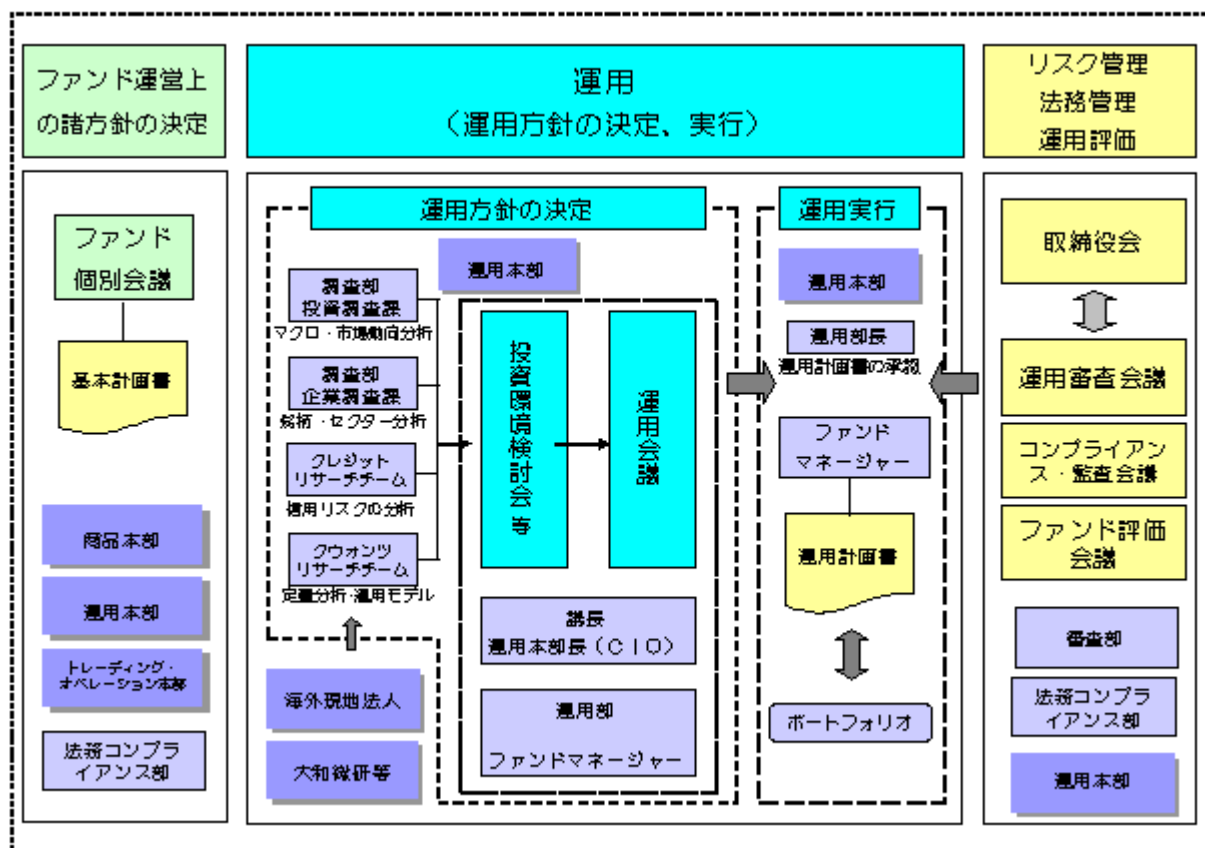 ファンド運営上
の諸方針の決定
運用
(運用方針の決定、実行)
リスク管理
法務管理
運用評価
ファンド
個別会議
基本計画書
商品本部
運用本部
トレーディング・
オペレーション本部
法務コンプラ
イアンス部
運用方針の決定
運用本部
調査部
投資調査課
マクロ・市場動向分析
調査部
企業調査課
銘柄・セクター分析
クレジット
リサーチチーム
信用リスクの分析
クウォンツ
リサーチチーム
定量分析・運用モデル
海外現地法人
大和総研等
投資環境検討会 等
運用会議
議長
運用本部長(CIO)
運用部
ファンドマネージャー
運用実行
運用本部
運用部長
運用計画書の承認
ファンド
マネージャー
運用計画書
ポートフォリオ
取締役会
運用審査会議
コンプライアン
ス・監査会議
ファンド評価
会議
審査部
法務コンプラ
イアンス部
運用本部